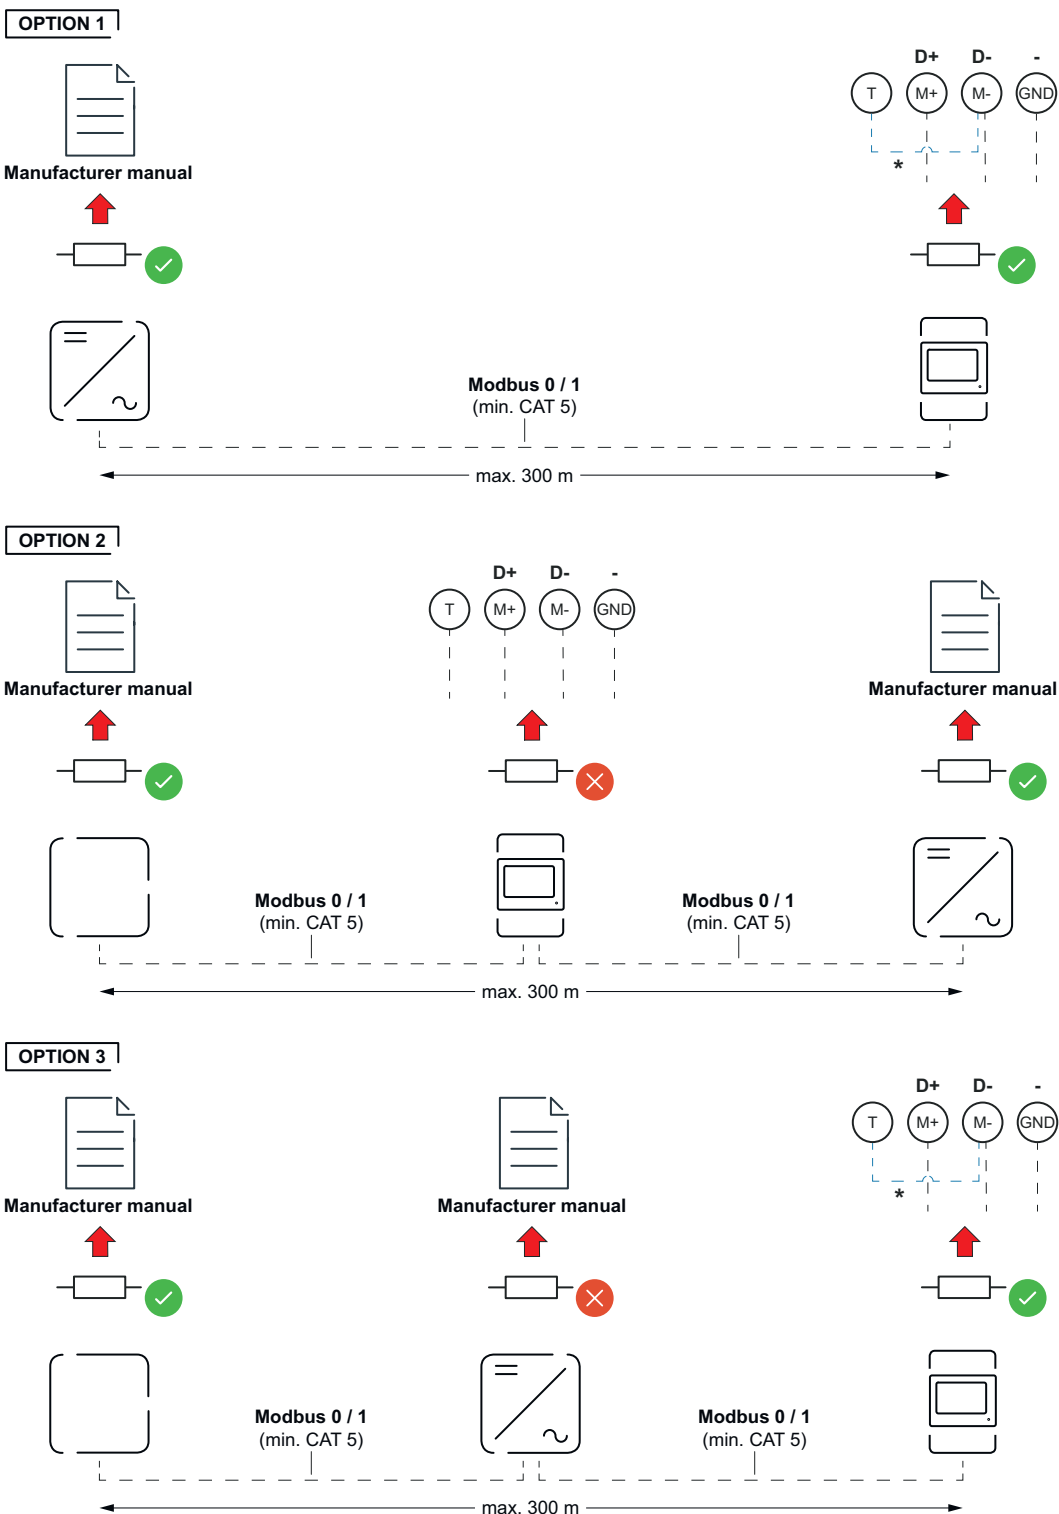 OPTION 1
D+ D- -
T M+ M- GND
*
Manufacturer manual
Modbus 0 / 1
(min. CAT 5)
max. 300 m
OPTION 2
D+ D- -
T M+ M- GND
Manufacturer manual
Manufacturer manual
Modbus 0 / 1
(min. CAT 5)
Modbus 0 / 1
(min. CAT 5)
max. 300 m
OPTION 3
D+ D- -
T M+ M- GND
*
Manufacturer manual
Manufacturer manual
Modbus 0 / 1
(min. CAT 5)
Modbus 0 / 1
(min. CAT 5)
max. 300 m